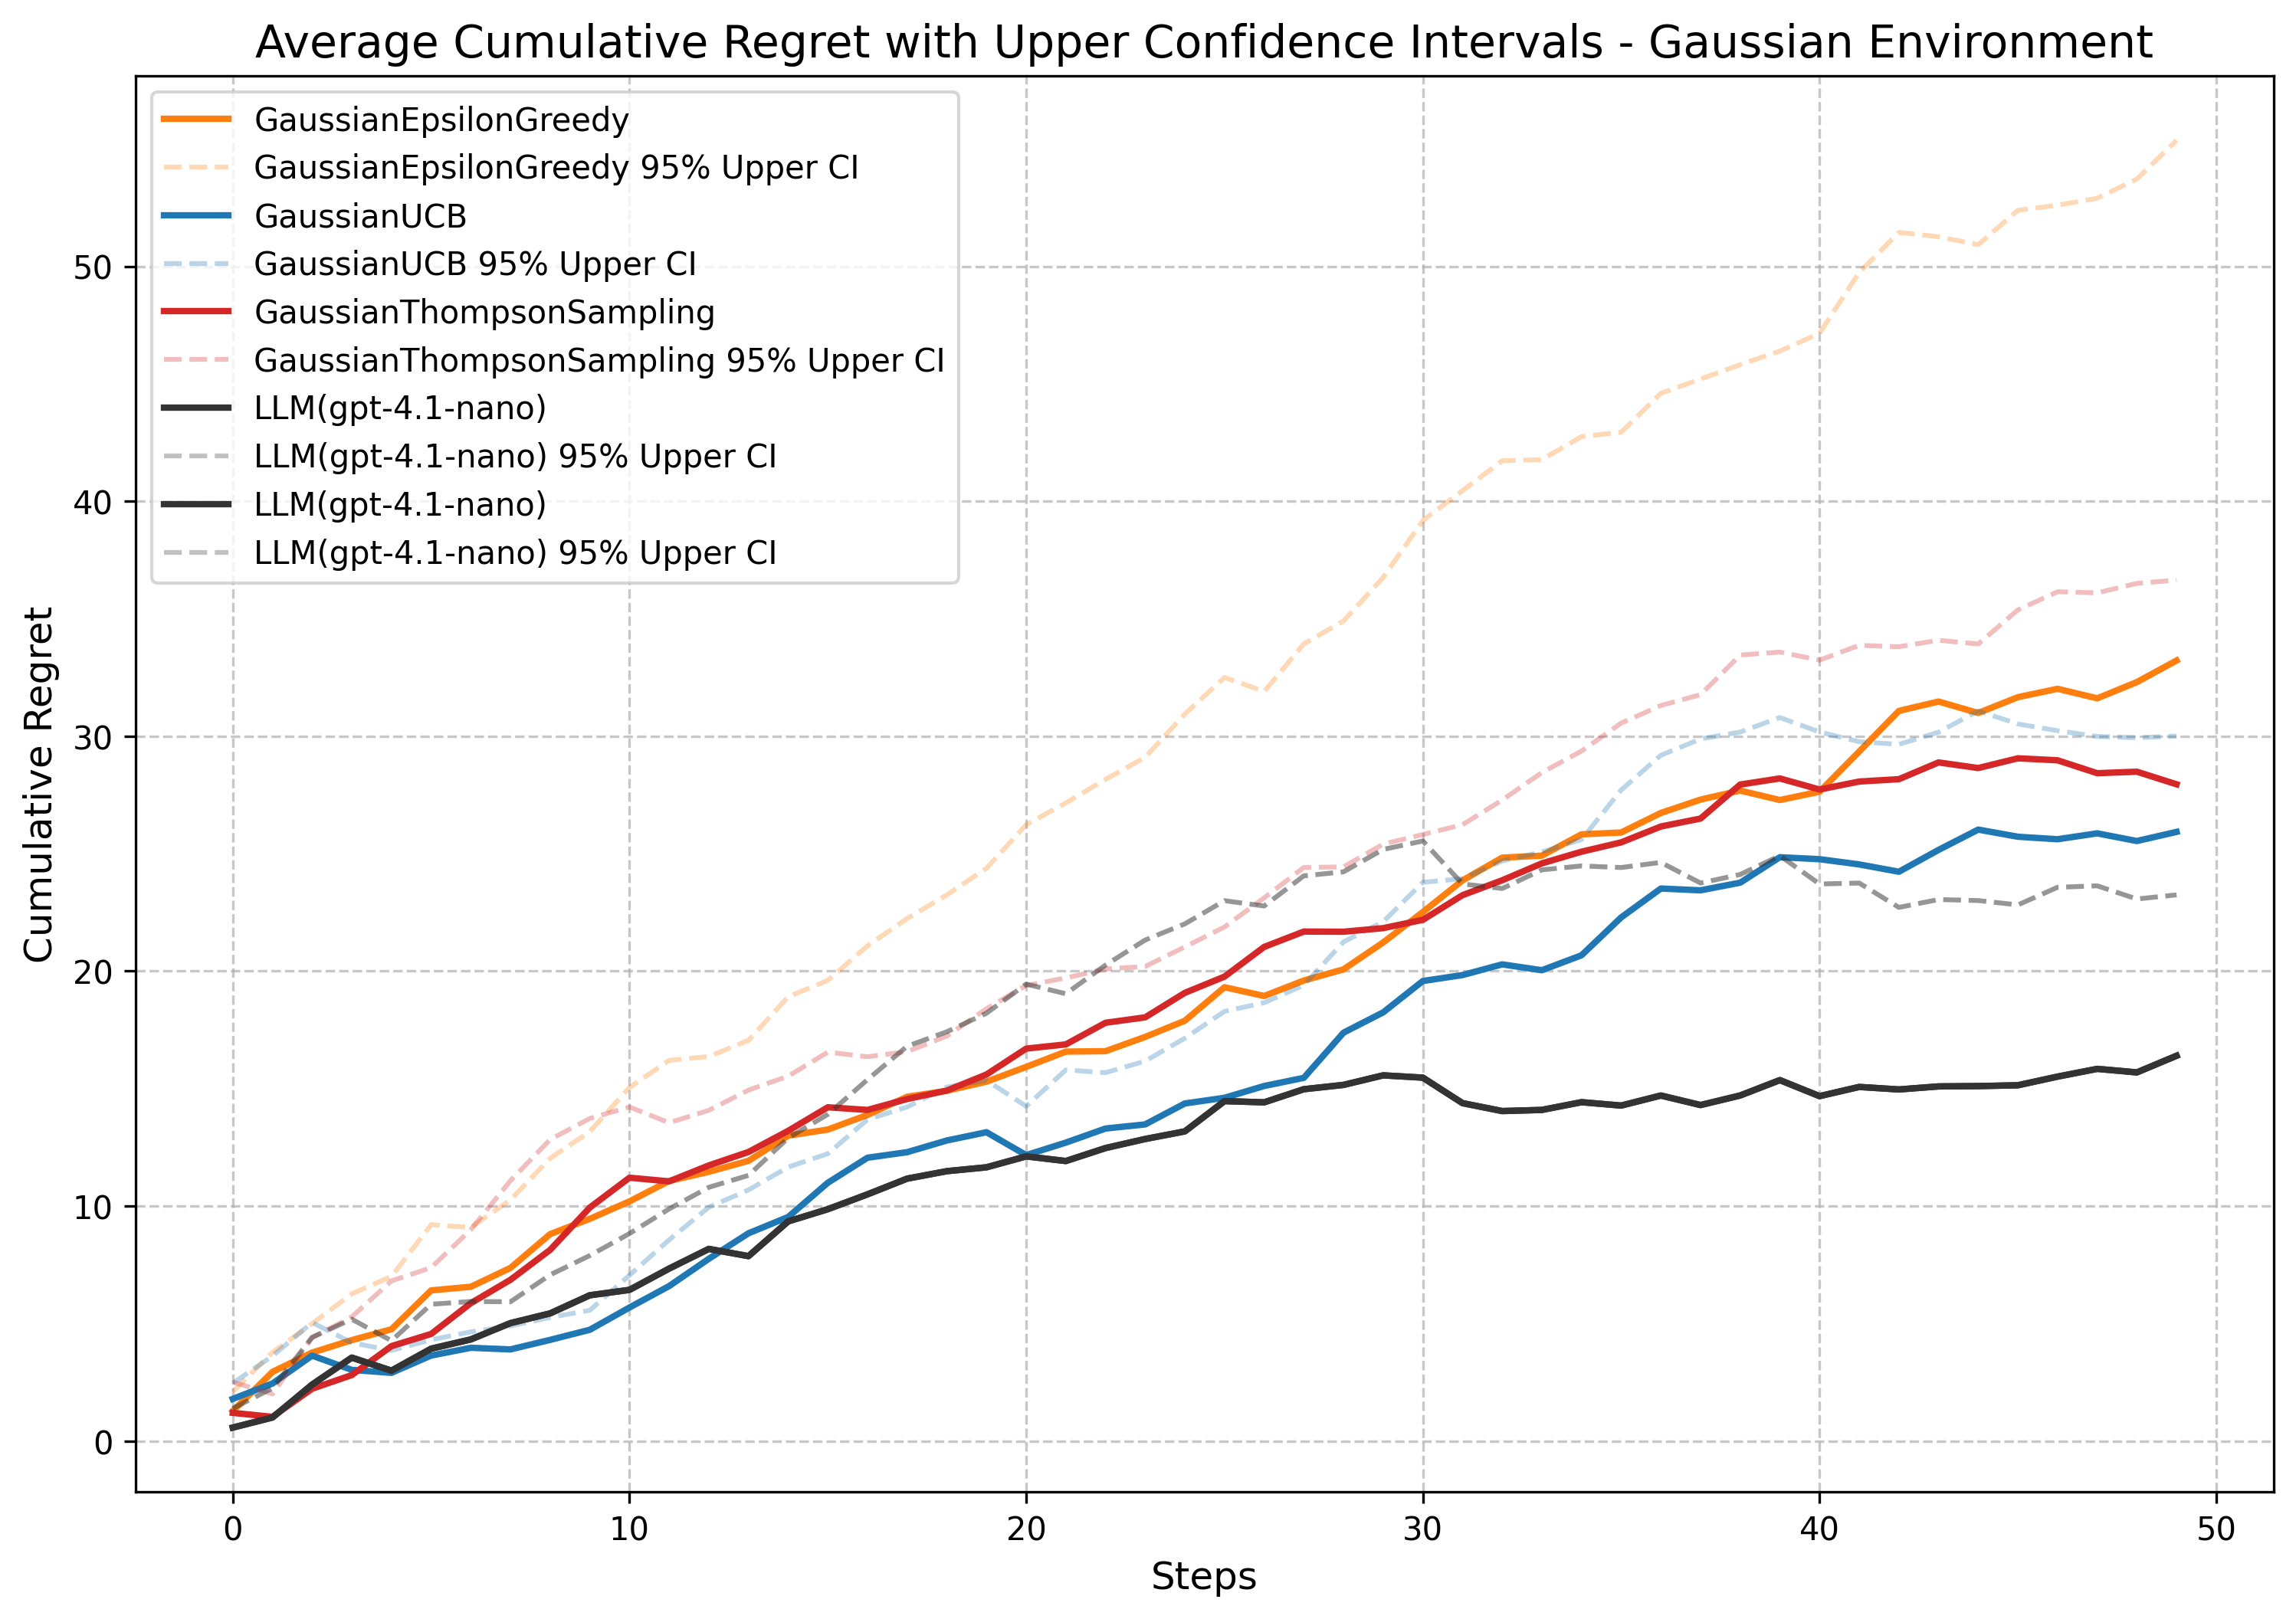 Average Cumulative Regret with Upper Confidence Intervals - Gaussian Environment
GaussianEpsilonGreedy
GaussianEpsilonGreedy 95% Upper CI
GaussianUCB
GaussianUCB 95% Upper CI
GaussianThompsonSampling
GaussianThompsonSampling 95% Upper CI
LLM(gpt-4.1-nano)
LLM(gpt-4.1-nano) 95% Upper CI
LLM(gpt-4.1-nano)
LLM(gpt-4.1-nano) 95% Upper CI
Cumulative Regret
50
40
30
20
10
0
0 10 20 30 40 50
Steps